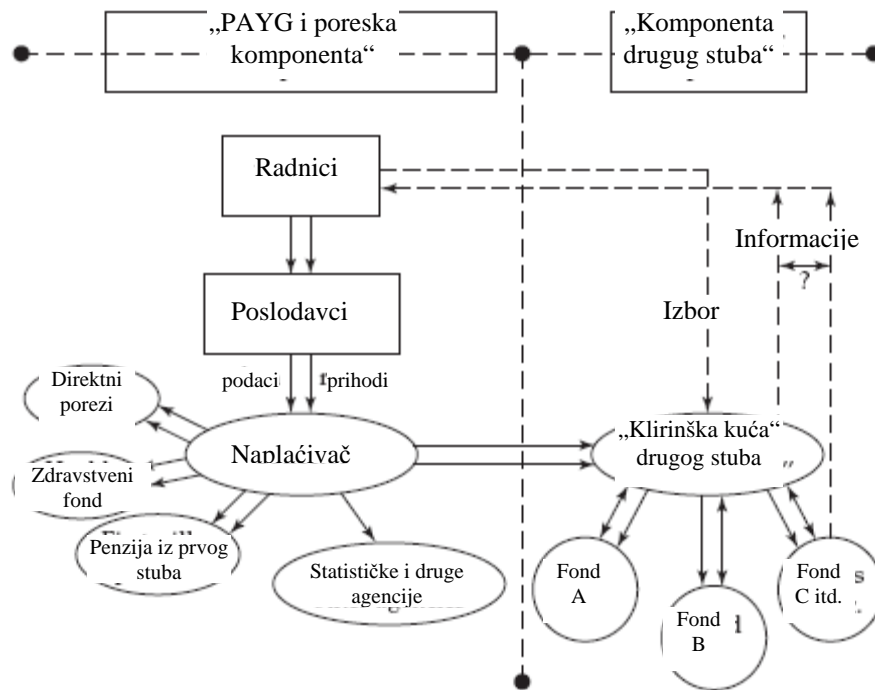 „PAYG i poreska
komponenta“
„Komponenta
drugug stuba“
Radnici
Informacije
?
Poslodavci
Izbor
podaci
prihodi
Direktni
porezi
Naplaćivač
„Klirinška kuća“
drugog stuba
Zdravstveni
fond
Penzija iz prvog
stuba
Statističke i druge
agencije
Fond
A
Fond
B
Fond
C itd.